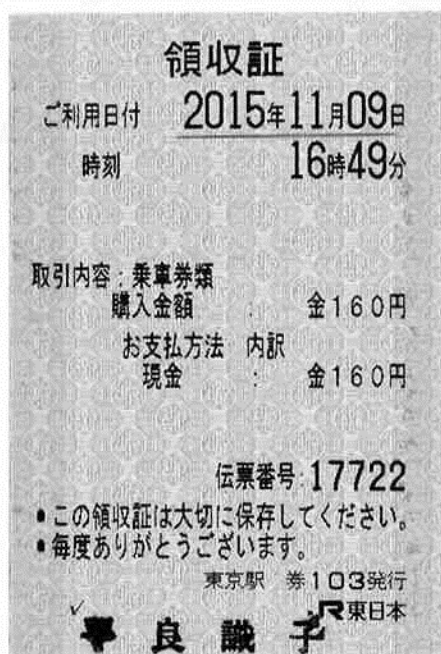 領収証
ご利用日付 2015年11月09日
時刻 16時49分
取引内容:乗車券類
購入金額 : 金160円
お支払方法 内訳
現金 : 金160円
伝票番号:17722
•この領収証は大切に保存してください。
•毎度ありがとうございます。
東京駅 券103発行
JR東日本
良識子